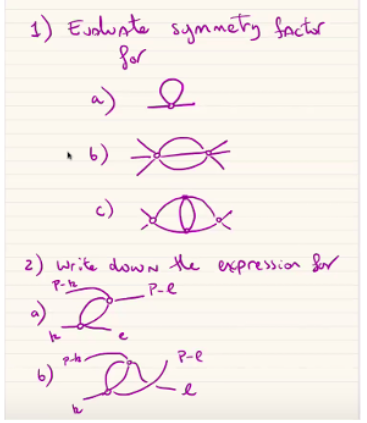 1) Evaluate symmetry factor
for
a)
b)
c)
2) write down the expression for
P-k
P-l
a)
k
l
P-k
P-l
b)
l
k